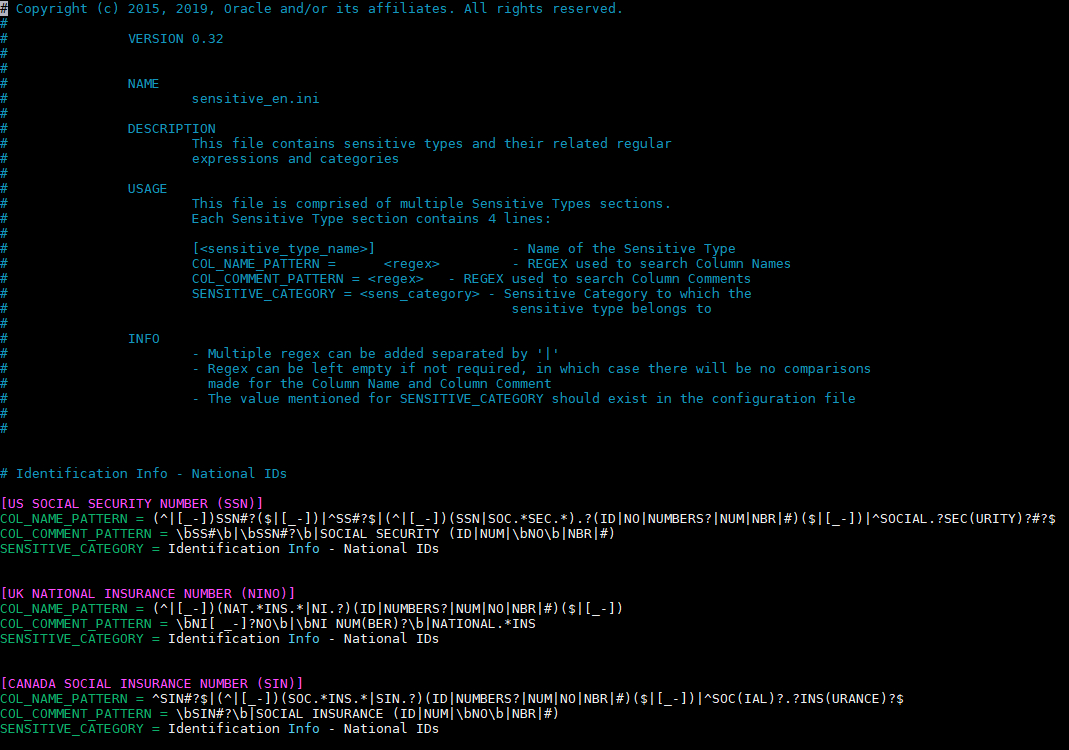 # Copyright (c) 2015, 2019, Oracle and/or its affiliates. All rights reserved.
#
#               VERSION 0.32
#
#
#               NAME
#                       sensitive_en.ini
#
#               DESCRIPTION
#                       This file contains sensitive types and their related regular
#                       expressions and categories
#
#               USAGE
#                       This file is comprised of multiple Sensitive Types sections.
#                       Each Sensitive Type section contains 4 lines:
#
#                       [<sensitive_type_name>]                 - Name of the Sensitive Type
#                       COL_NAME_PATTERN =      <regex>         - REGEX used to search Column Names
#                       COL_COMMENT_PATTERN = <regex>   - REGEX used to search Column Comments
#                       SENSITIVE_CATEGORY = <sens_category> - Sensitive Category to which the
#                                                               sensitive type belongs to
#
#               INFO
#                       - Multiple regex can be added separated by '|'
#                       - Regex can be left empty if not required, in which case there will be no comparisons
#                         made for the Column Name and Column Comment
#                       - The value mentioned for SENSITIVE_CATEGORY should exist in the configuration file
#
#
# Identification Info - National IDs
[US SOCIAL SECURITY NUMBER (SSN)]
COL_NAME_PATTERN = (^|[_-])SSN#?($|[_-])|^SS#?$|(^|[_-])(SSN|SOC.*SEC.*).?(ID|NO|NUMBERS?|NUM|NBR|#)($|[_-])|^SOCIAL.?SEC(URITY)?#?$
COL_COMMENT_PATTERN = \bSS#\b|\bSSN#?\b|SOCIAL SECURITY (ID|NUM|\bNO\b|NBR|#)
SENSITIVE_CATEGORY = Identification Info - National IDs
[UK NATIONAL INSURANCE NUMBER (NINO)]
COL_NAME_PATTERN = (^|[_-])(NAT.*INS.*|NI.?)(ID|NUMBERS?|NUM|NO|NBR|#)($|[_-])
COL_COMMENT_PATTERN = \bNI[ _-]?NO\b|\bNI NUM(BER)?\b|NATIONAL.*INS
SENSITIVE_CATEGORY = Identification Info - National IDs
[CANADA SOCIAL INSURANCE NUMBER (SIN)]
COL_NAME_PATTERN = ^SIN#?$|(^|[_-])(SOC.*INS.*|SIN.?)(ID|NUMBERS?|NUM|NO|NBR|#)($|[_-])|^SOC(IAL)?.?INS(URANCE)?$
COL_COMMENT_PATTERN = \bSIN#?\b|SOCIAL INSURANCE (ID|NUM|\bNO\b|NBR|#)
SENSITIVE_CATEGORY = Identification Info - National IDs